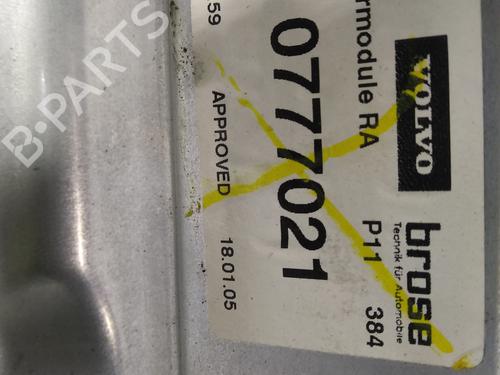 VOLVO
brose
Technik für Automobile
rmodule RA
P11 384
0777021
59
APPROVED 18.01.05
B-PARTS